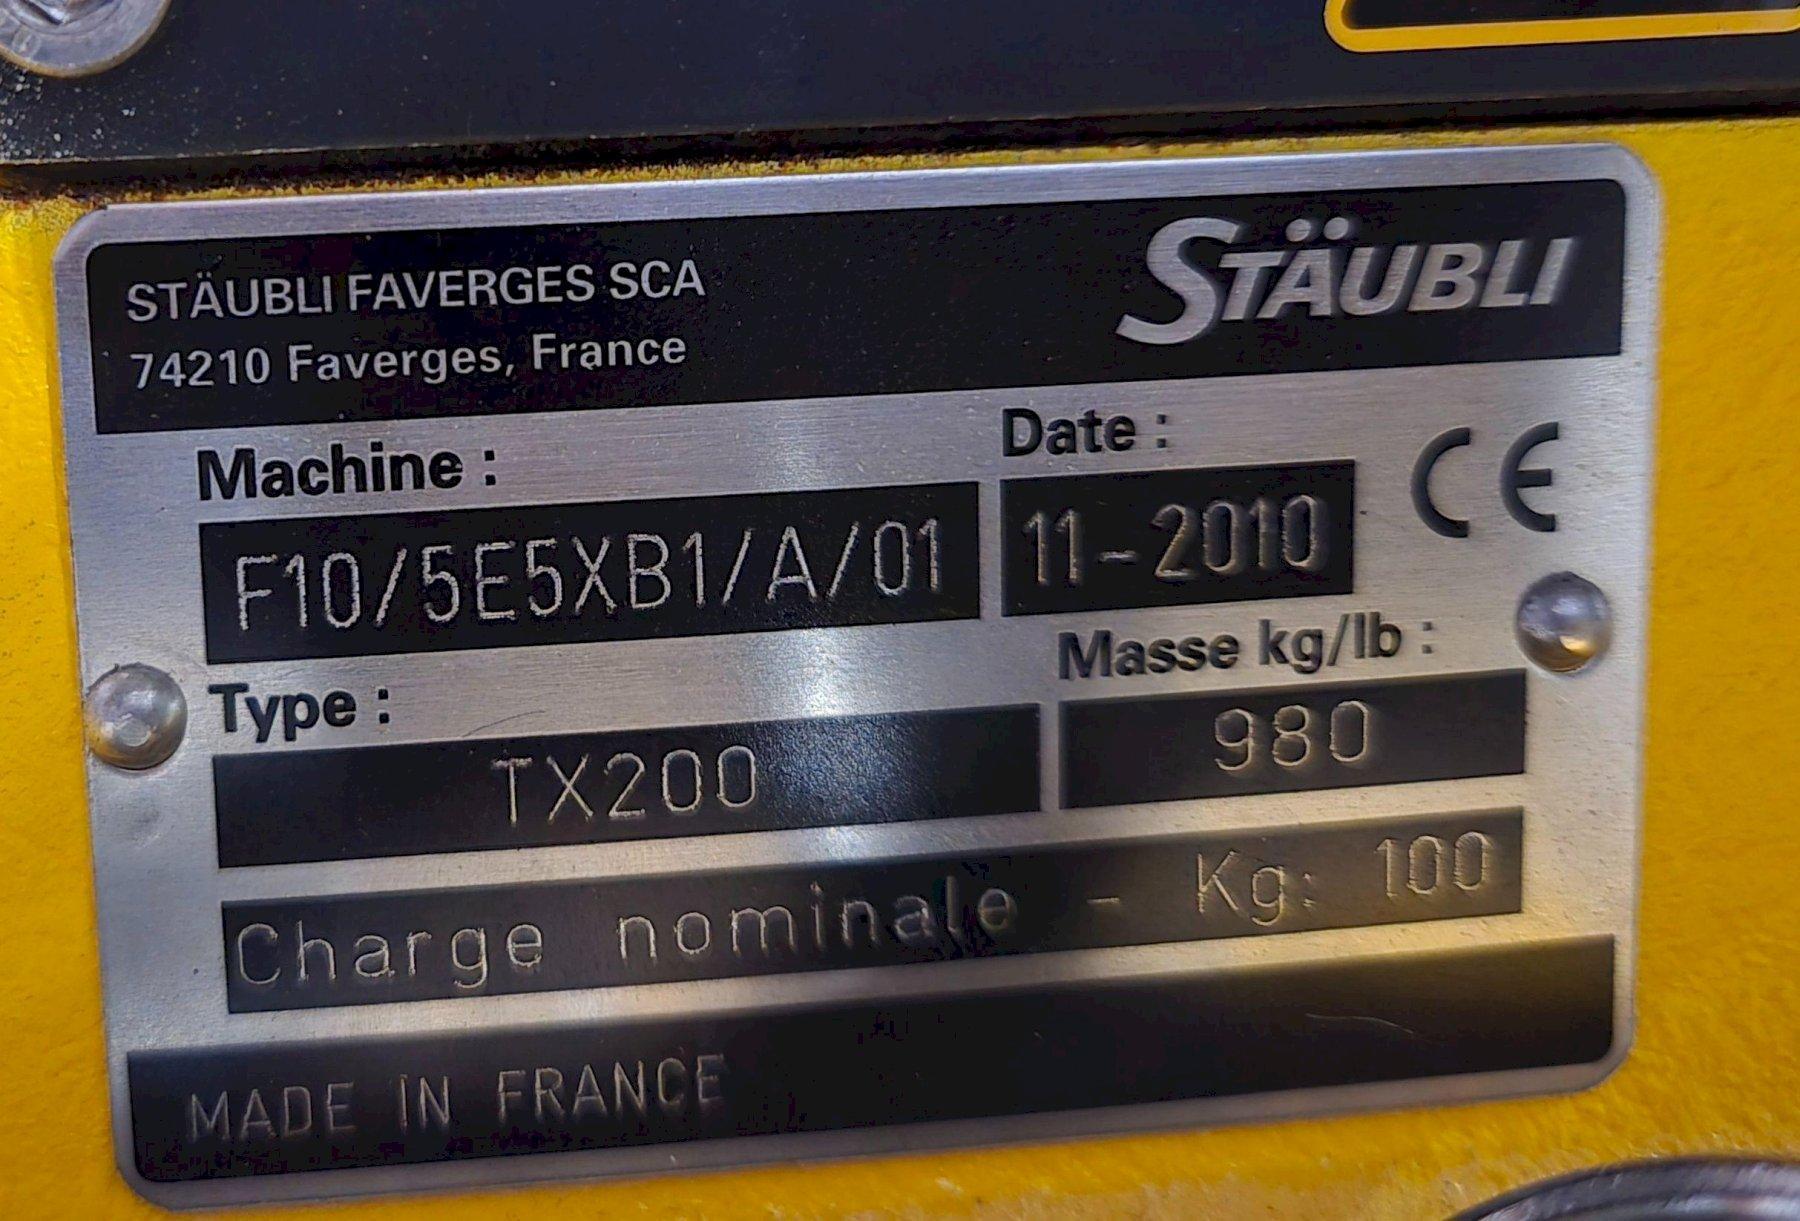 STÄUBLI FAVERGES SCA
74210 Faverges, France
STÄUBLI
Machine :
F10/5E5XB1/A/01
Date :
11-2010
CE
Type :
TX200
Masse kg/lb :
980
Charge nominale - Kg: 100
MADE IN FRANCE